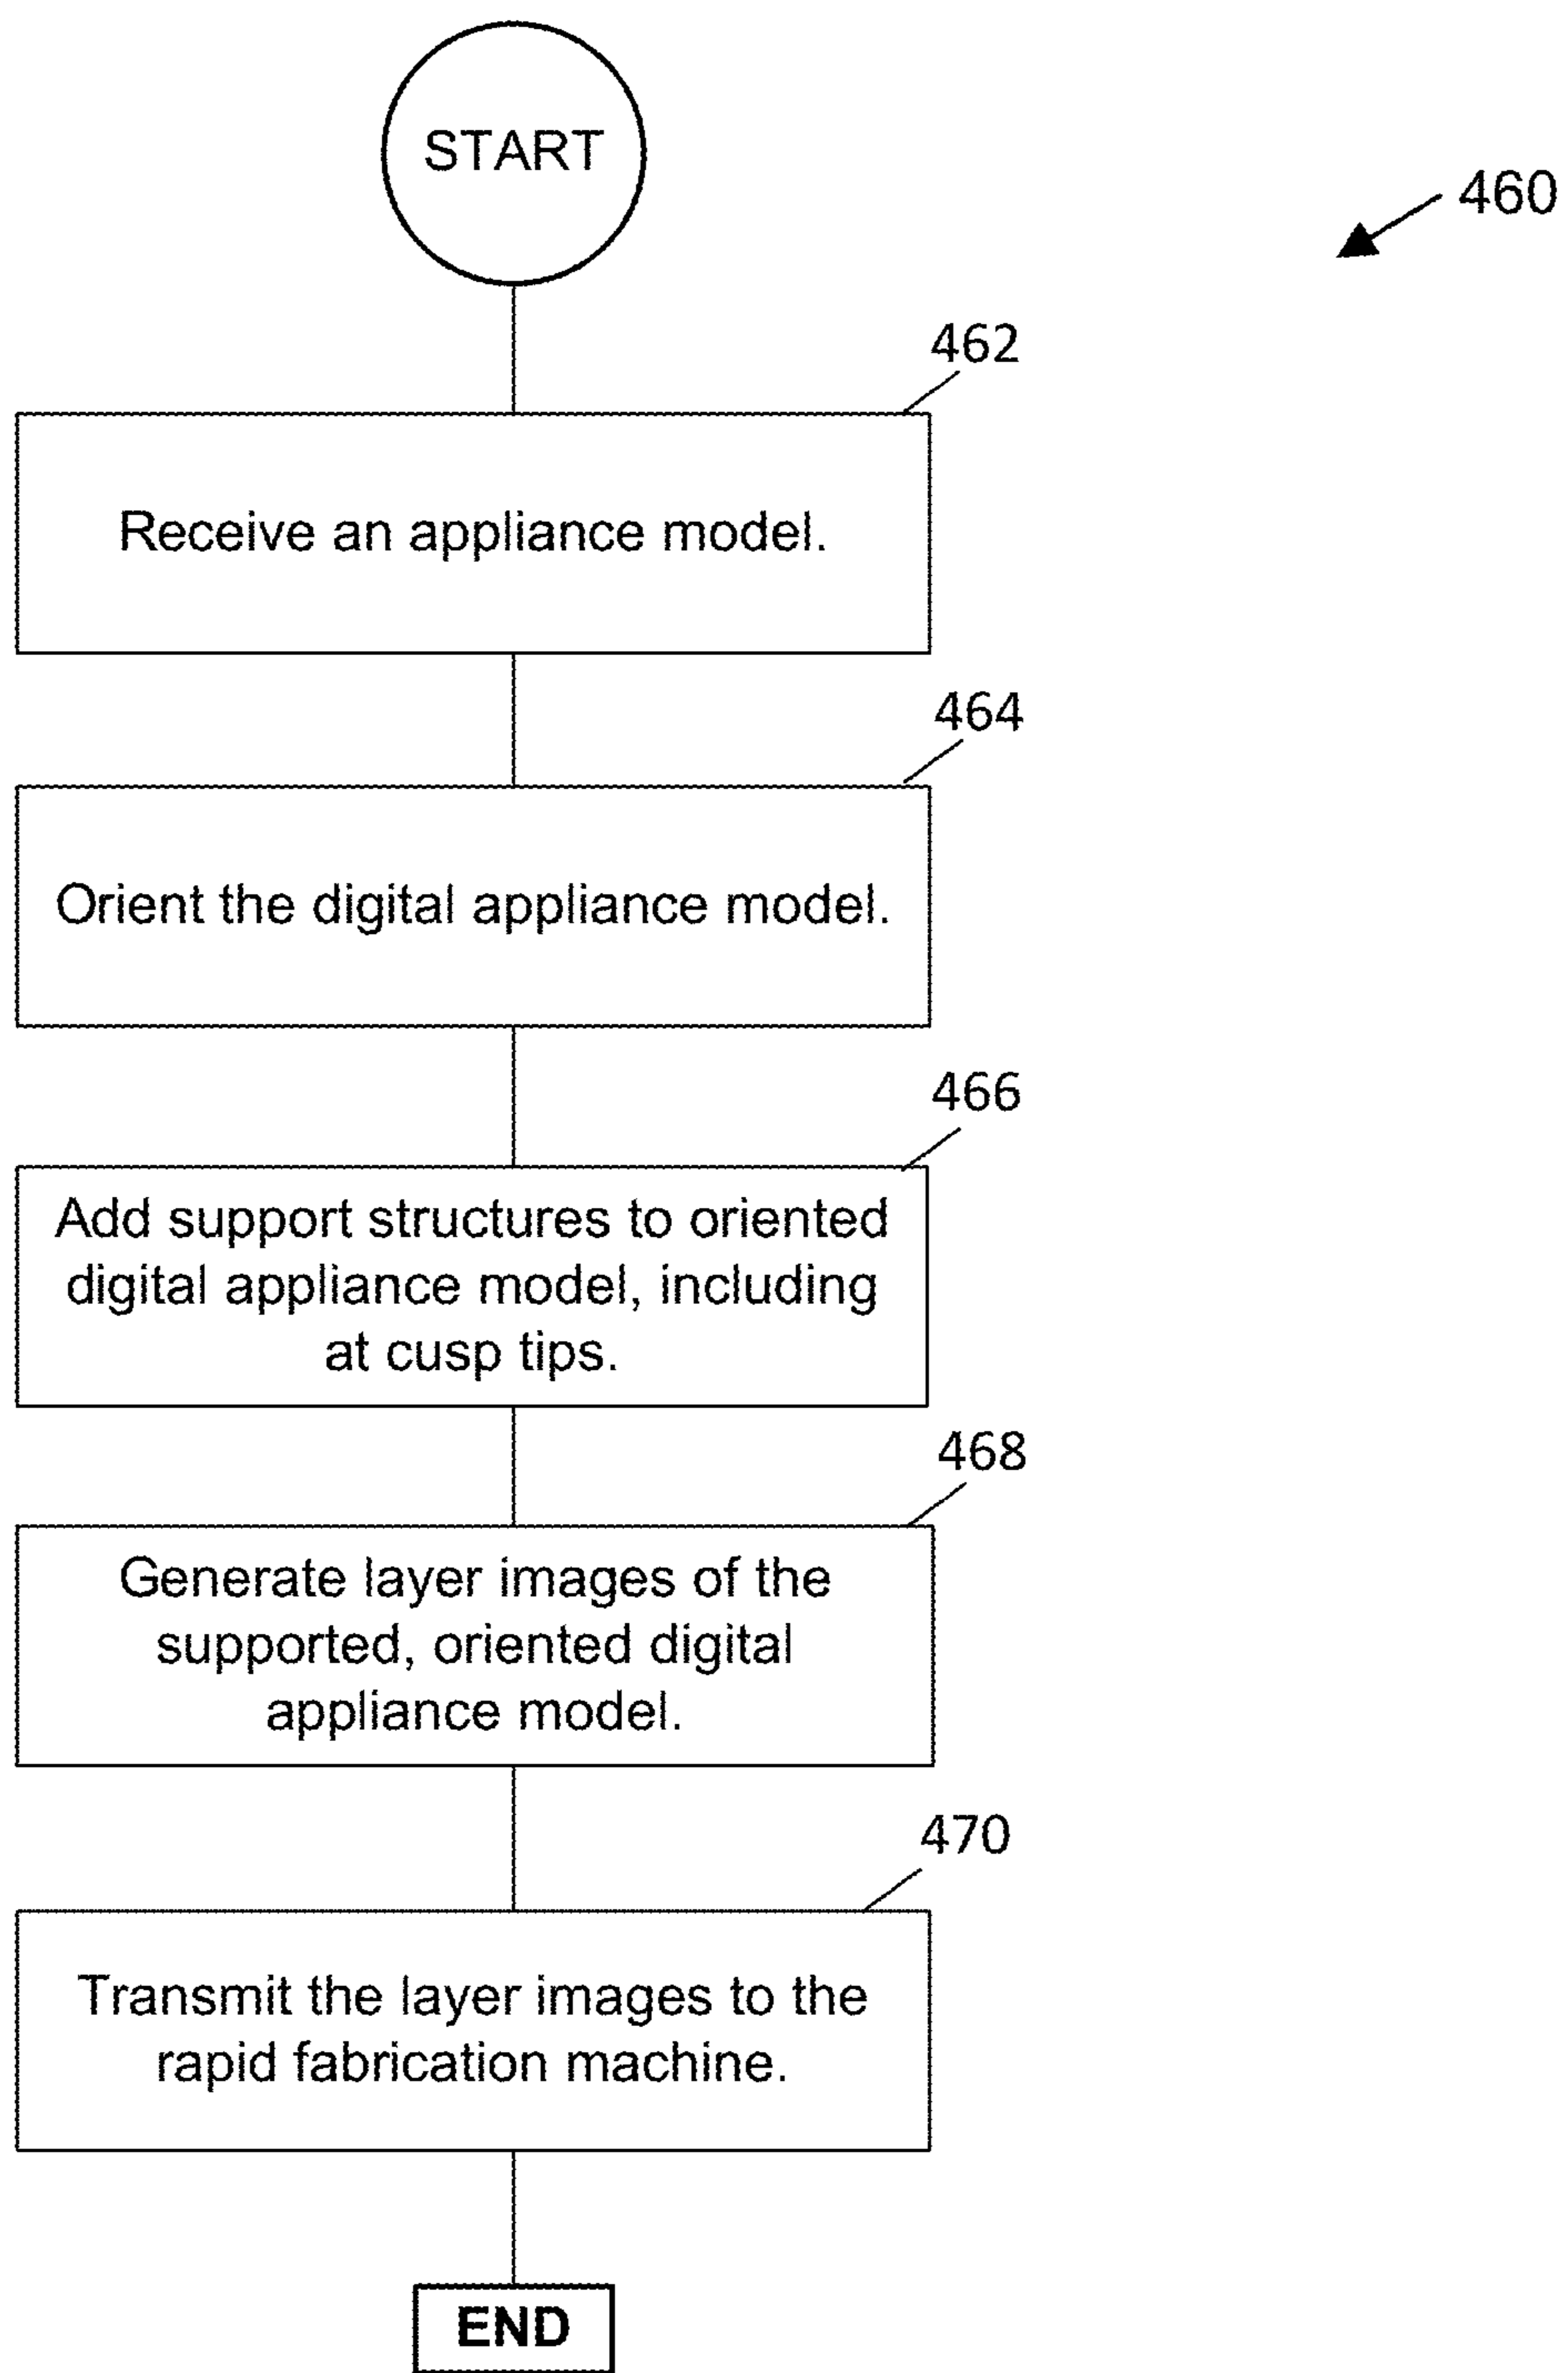 START
460
462
Receive an appliance model.
464
Orient the digital appliance model.
466
Add support structures to oriented
digital appliance model, including
at cusp tips.
468
Generate layer images of the
supported, oriented digital
appliance model.
470
Transmit the layer images to the
rapid fabrication machine.
END